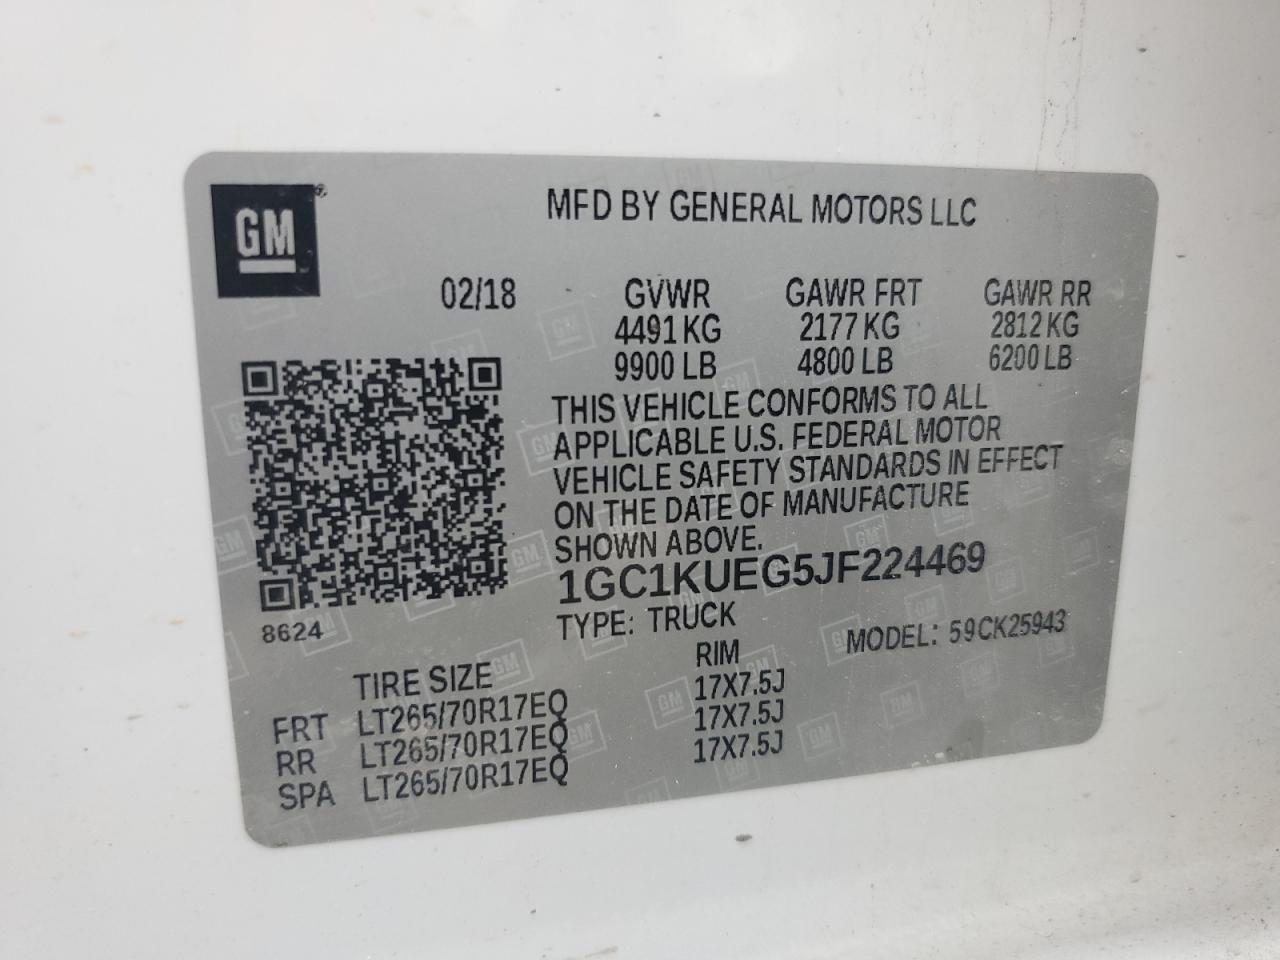 GM®
MFD BY GENERAL MOTORS LLC
02/18 GVWR GAWR FRT GAWR RR
4491 KG 2177 KG 2812 KG
9900 LB 4800 LB 6200 LB
THIS VEHICLE CONFORMS TO ALL
APPLICABLE U.S. FEDERAL MOTOR
VEHICLE SAFETY STANDARDS IN EFFECT
ON THE DATE OF MANUFACTURE
SHOWN ABOVE.
1GC1KUEG5JF224469
8624
TYPE: TRUCK MODEL: 59CK25943
TIRE SIZE RIM
FRT LT265/70R17EQ 17X7.5J
RR LT265/70R17EQ 17X7.5J
SPA LT265/70R17EQ 17X7.5J